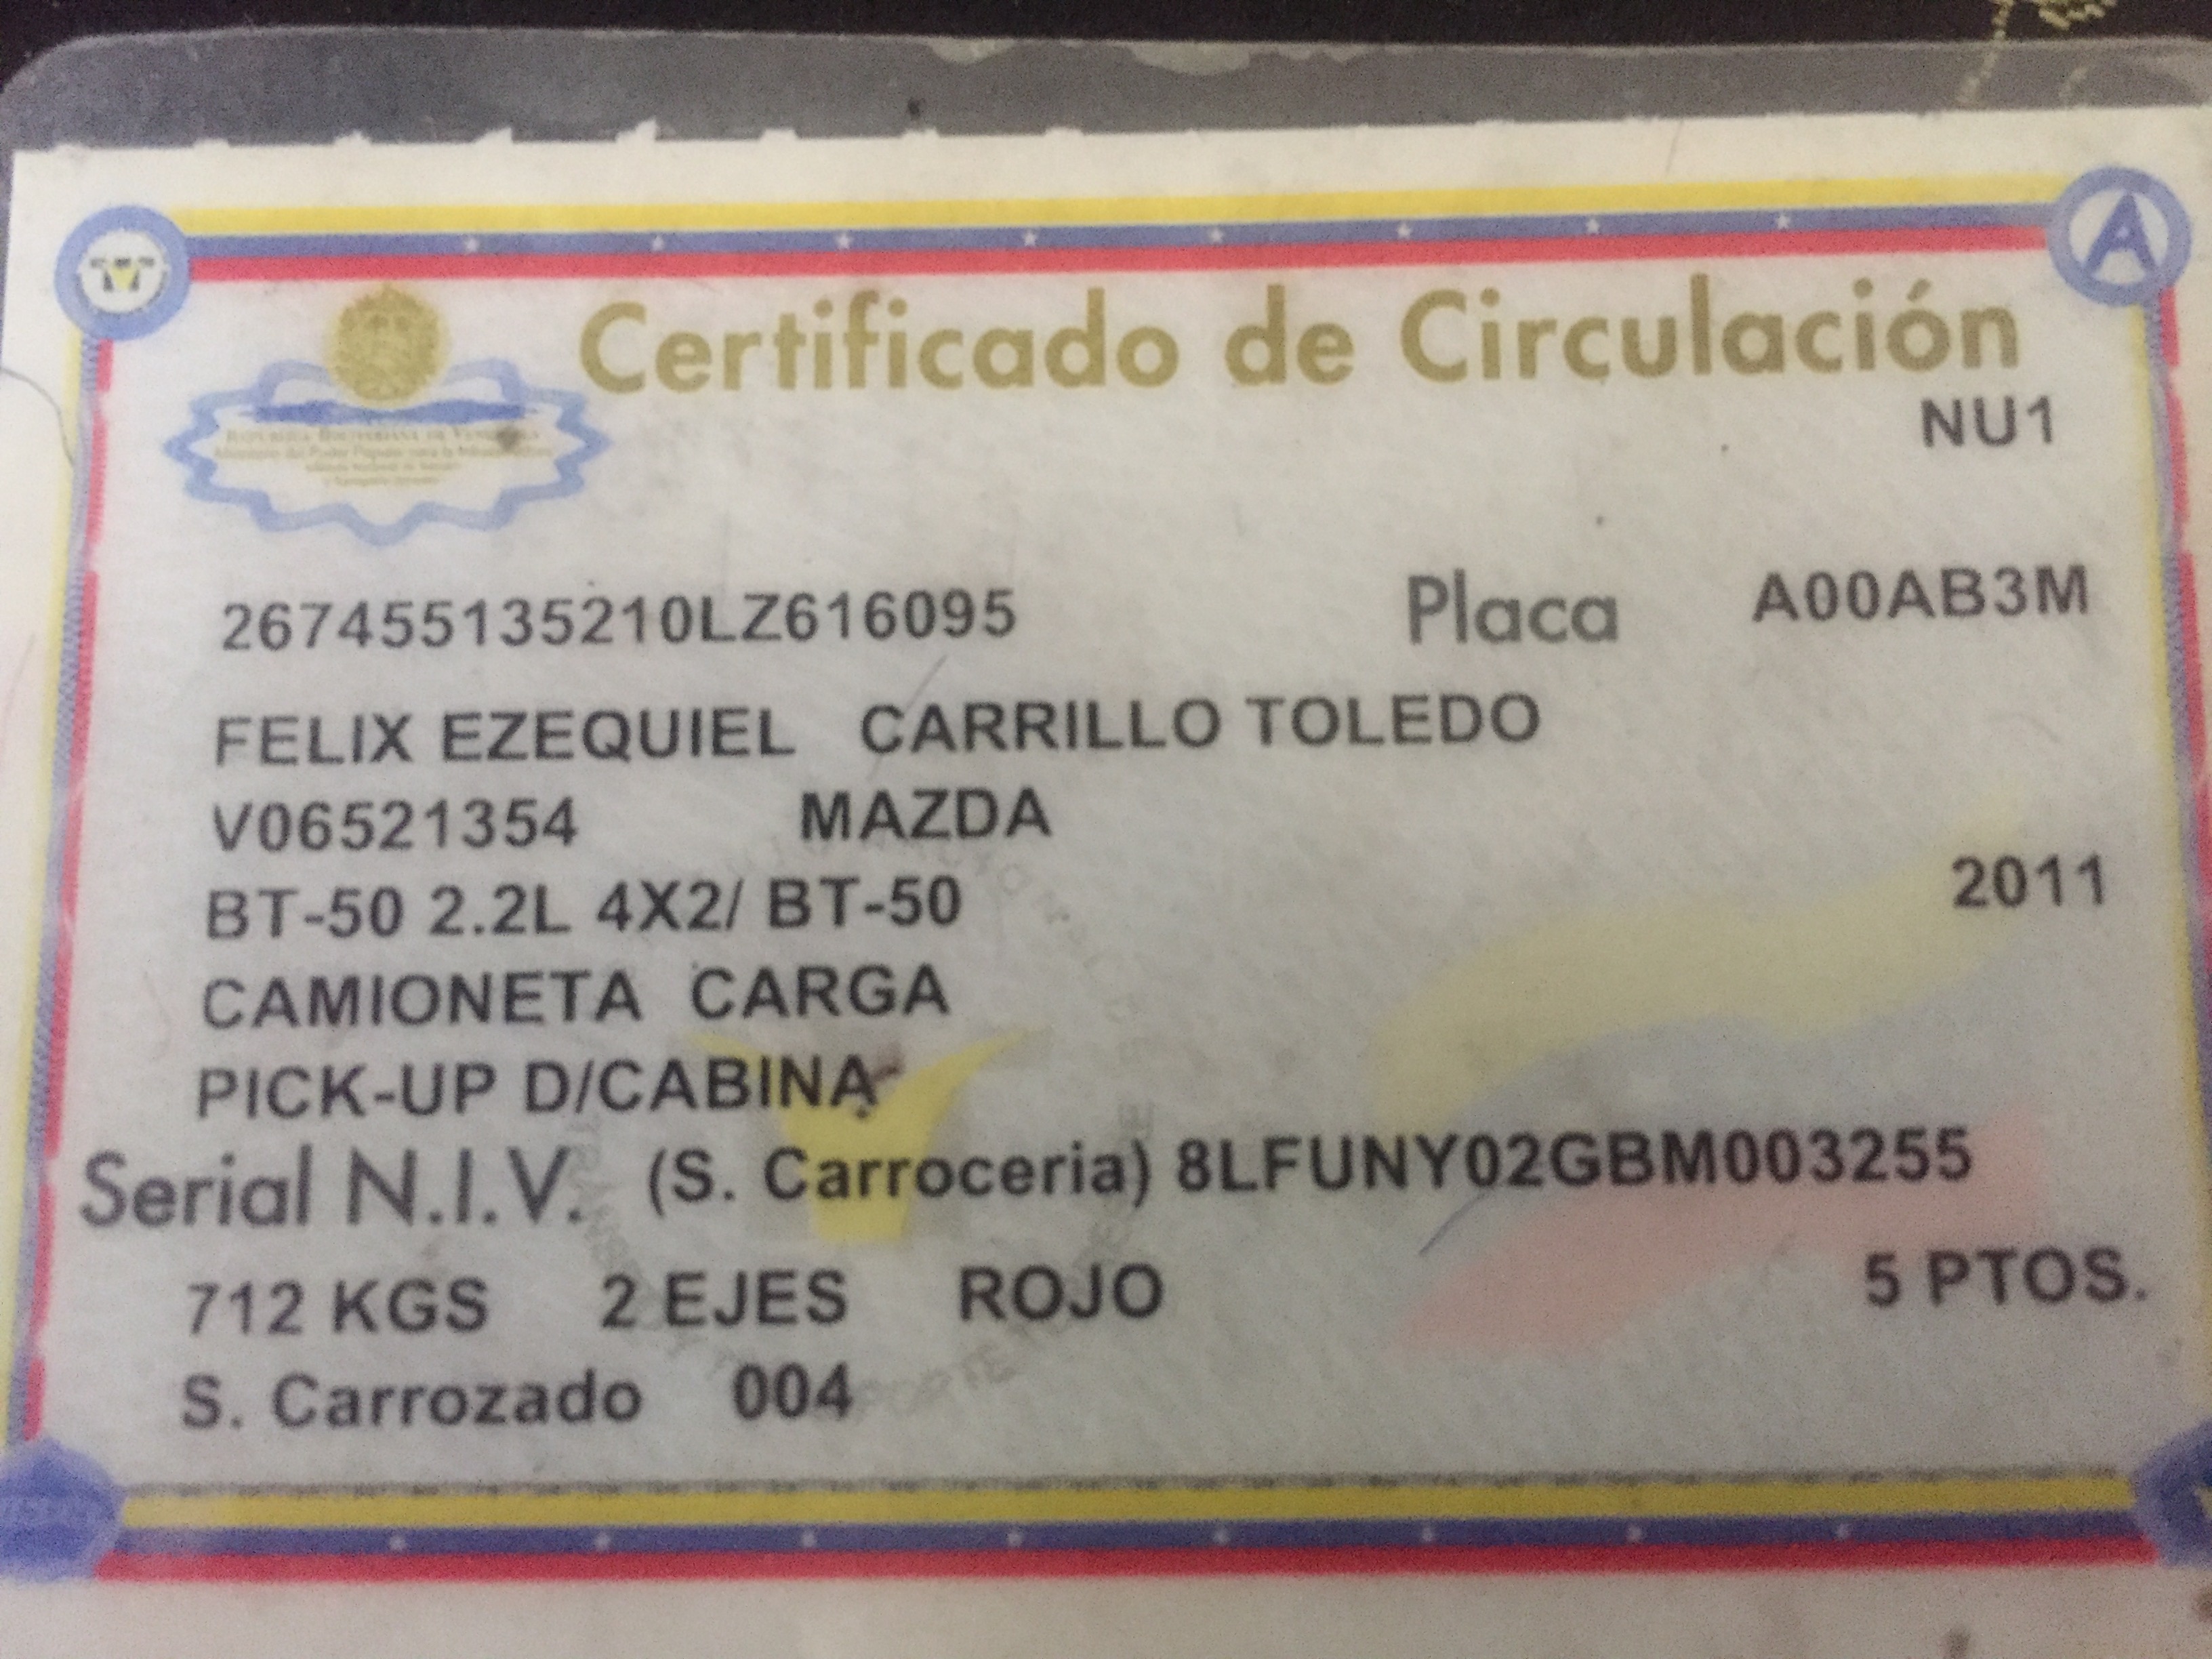 Certificado de Circulación
NU1
267455135210LZ616095 Placa A00AB3M
FELIX EZEQUIEL CARRILLO TOLEDO
V06521354 MAZDA
BT-50 2.2L 4X2/ BT-50 2011
CAMIONETA CARGA
PICK-UP D/CABINA
Serial N.I.V. (S. Carroceria) 8LFUNY02GBM003255
712 KGS 2 EJES ROJO 5 PTOS.
S. Carrozado 004